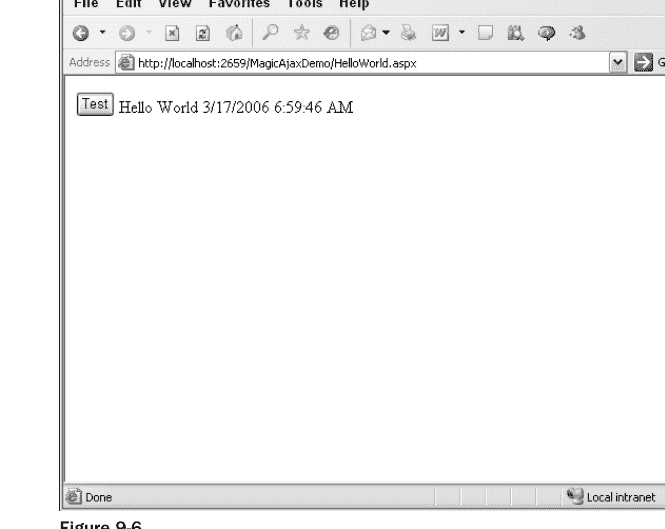 File Edit View Favorites Tools Help
Address http://localhost:2659/MagicAjaxDemo/HelloWorld.aspx G
Test Hello World 3/17/2006 6:59:46 AM
Done Local intranet
Figure 9-6